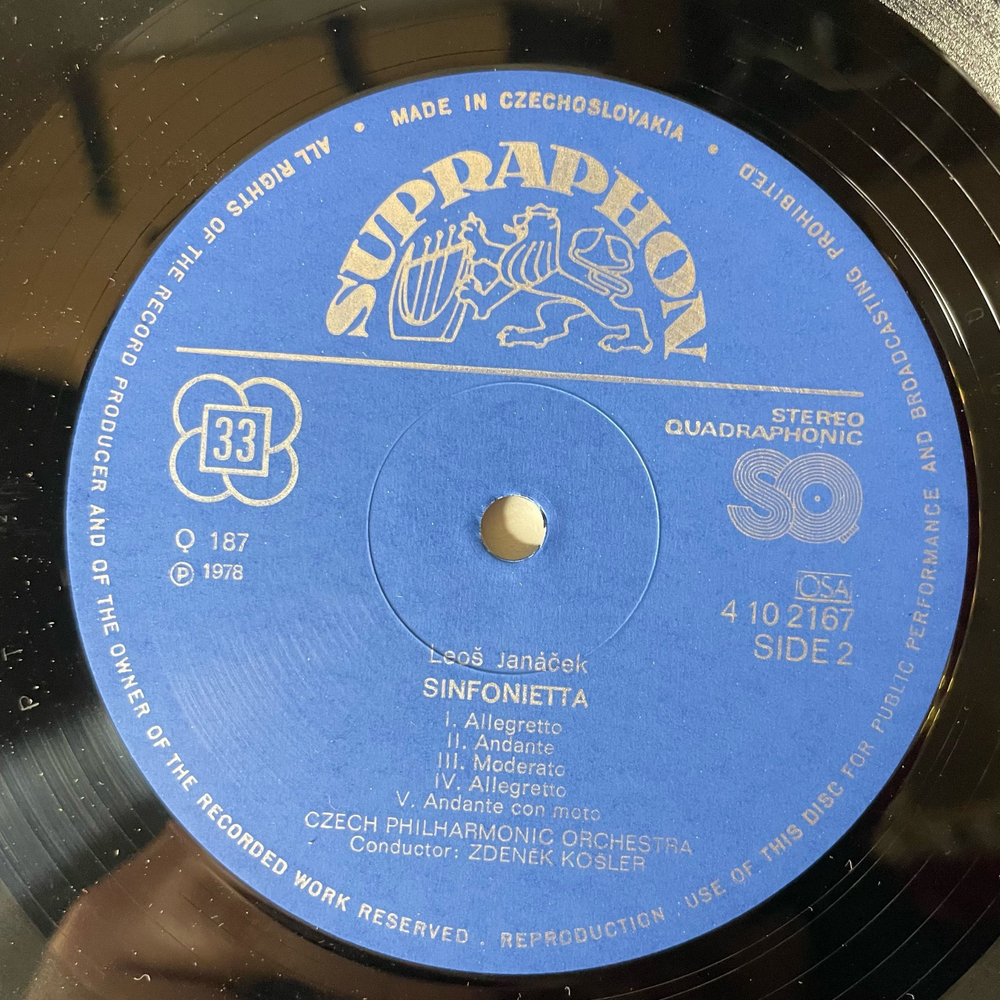 MADE IN CZECHOSLOVAKIA
SUPRAPHON
33
STEREO
QUADRAPHONIC
SQ
Q 187
Ⓟ 1978
OSA
4 10 2167
SIDE 2
Leoš Janáček
SINFONIETTA
I. Allegretto
II. Andante
III. Moderato
IV. Allegretto
V. Andante con moto
CZECH PHILHARMONIC ORCHESTRA
Conductor: ZDENĚK KOŠLER
ALL RIGHTS OF THE RECORD PRODUCER AND OF THE OWNER OF THE RECORDED WORK RESERVED . REPRODUCTION . USE OF THIS DISC FOR PUBLIC PERFORMANCE AND BROADCASTING PROHIBITED